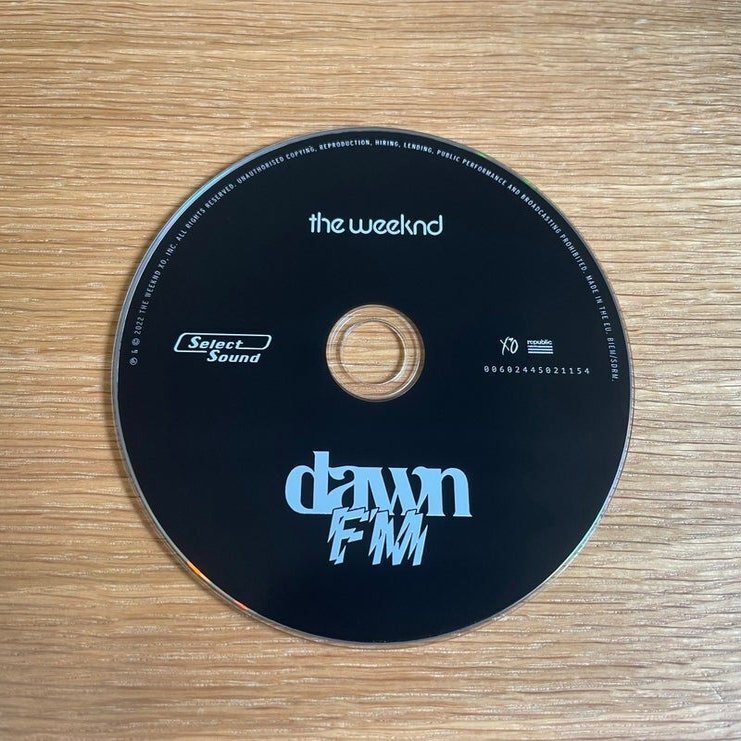 ℗ & © 2022 THE WEEKND XO, INC. ALL RIGHTS RESERVED. UNAUTHORISED COPYING, REPRODUCTION, HIRING, LENDING, PUBLIC PERFORMANCE AND BROADCASTING PROHIBITED. MADE IN THE EU. BIEM/SDRM.
the weeknd
Select
Sound
XO republic
00602445021154
dawn
FM